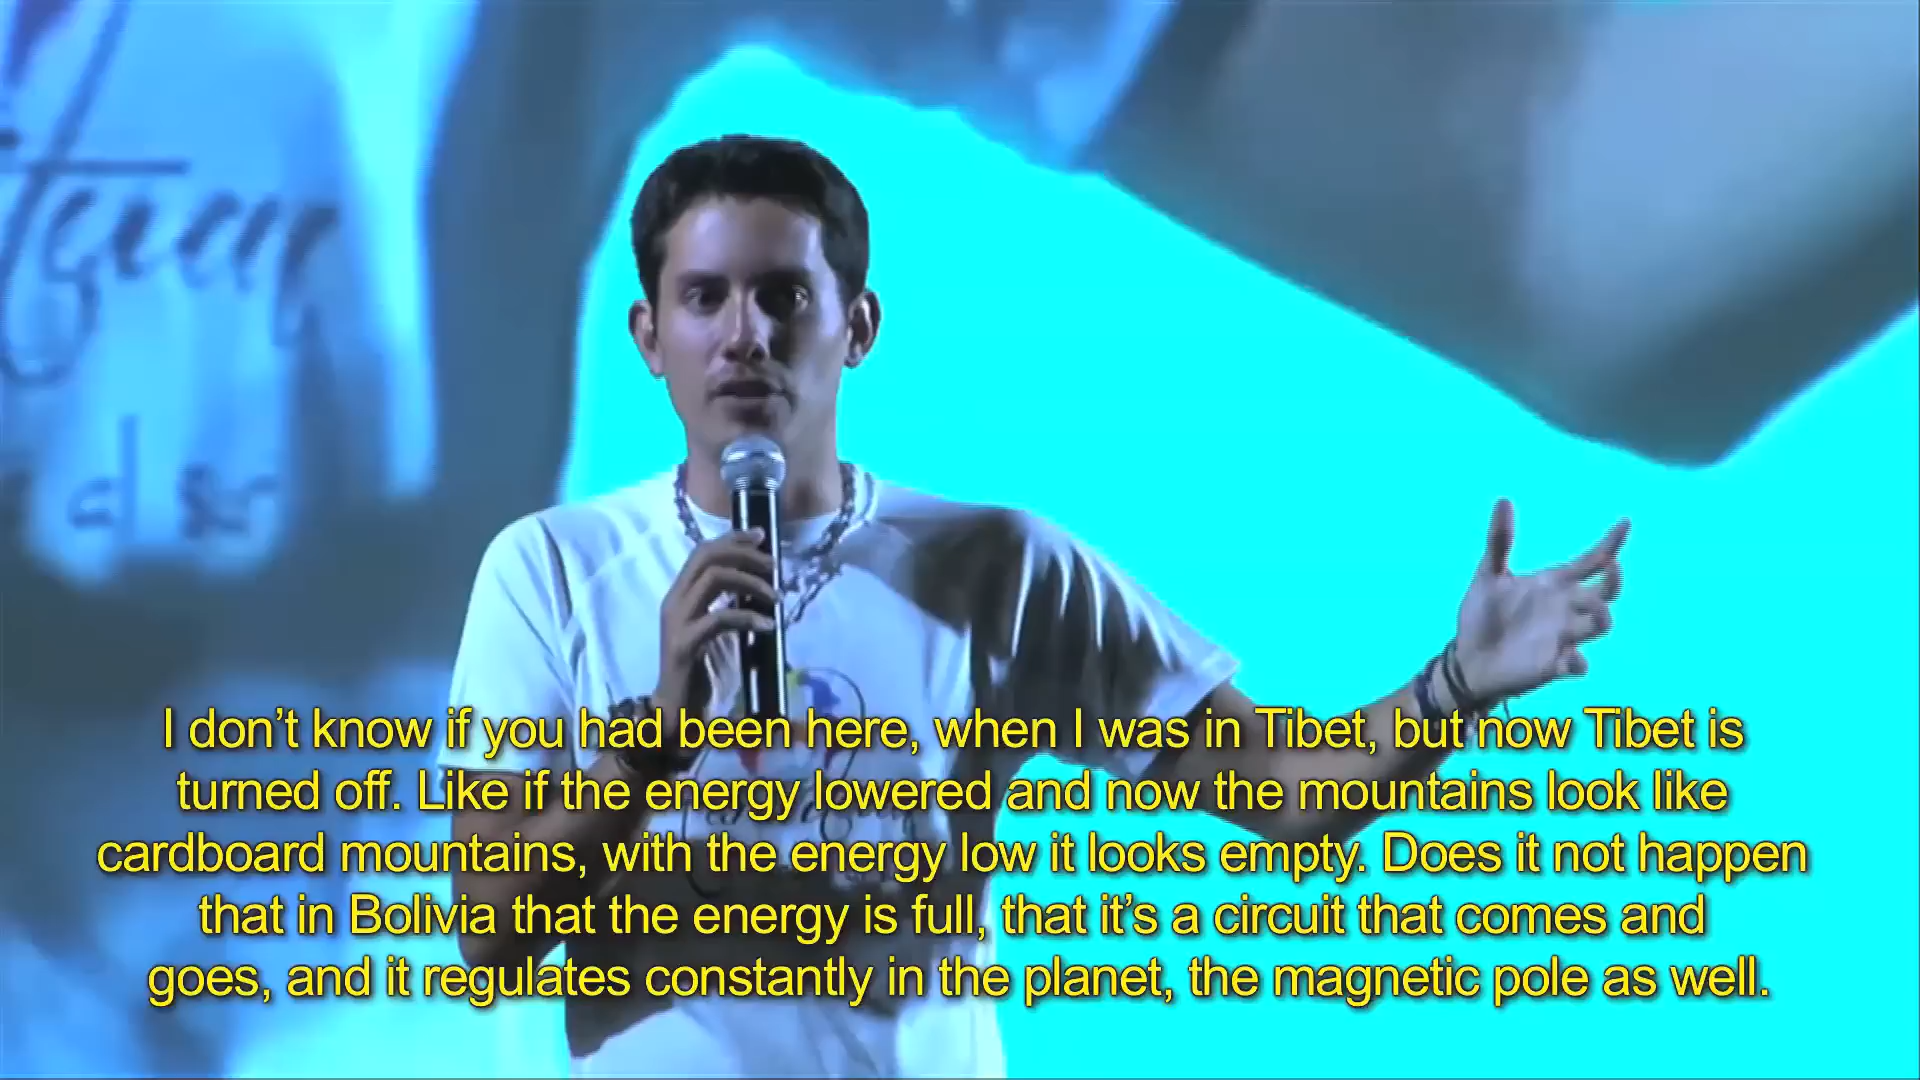 I don’t know if you had been here, when I was in Tibet, but now Tibet is
turned off. Like if the energy lowered and now the mountains look like
cardboard mountains, with the energy low it looks empty. Does it not happen
that in Bolivia that the energy is full, that it’s a circuit that comes and
goes, and it regulates constantly in the planet, the magnetic pole as well.